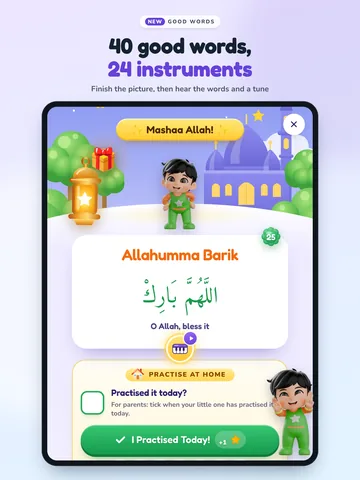 NEW GOOD WORDS
40 good words,
24 instruments
Finish the picture, then hear the words and a tune
Mashaa Allah!
25
Allahumma Barik
اللَّهُمَّ بَارِكْ
O Allah, bless it
PRACTISE AT HOME
Practised it today?
For parents: tick when your little one has practised it
today.
I Practised Today!
+1